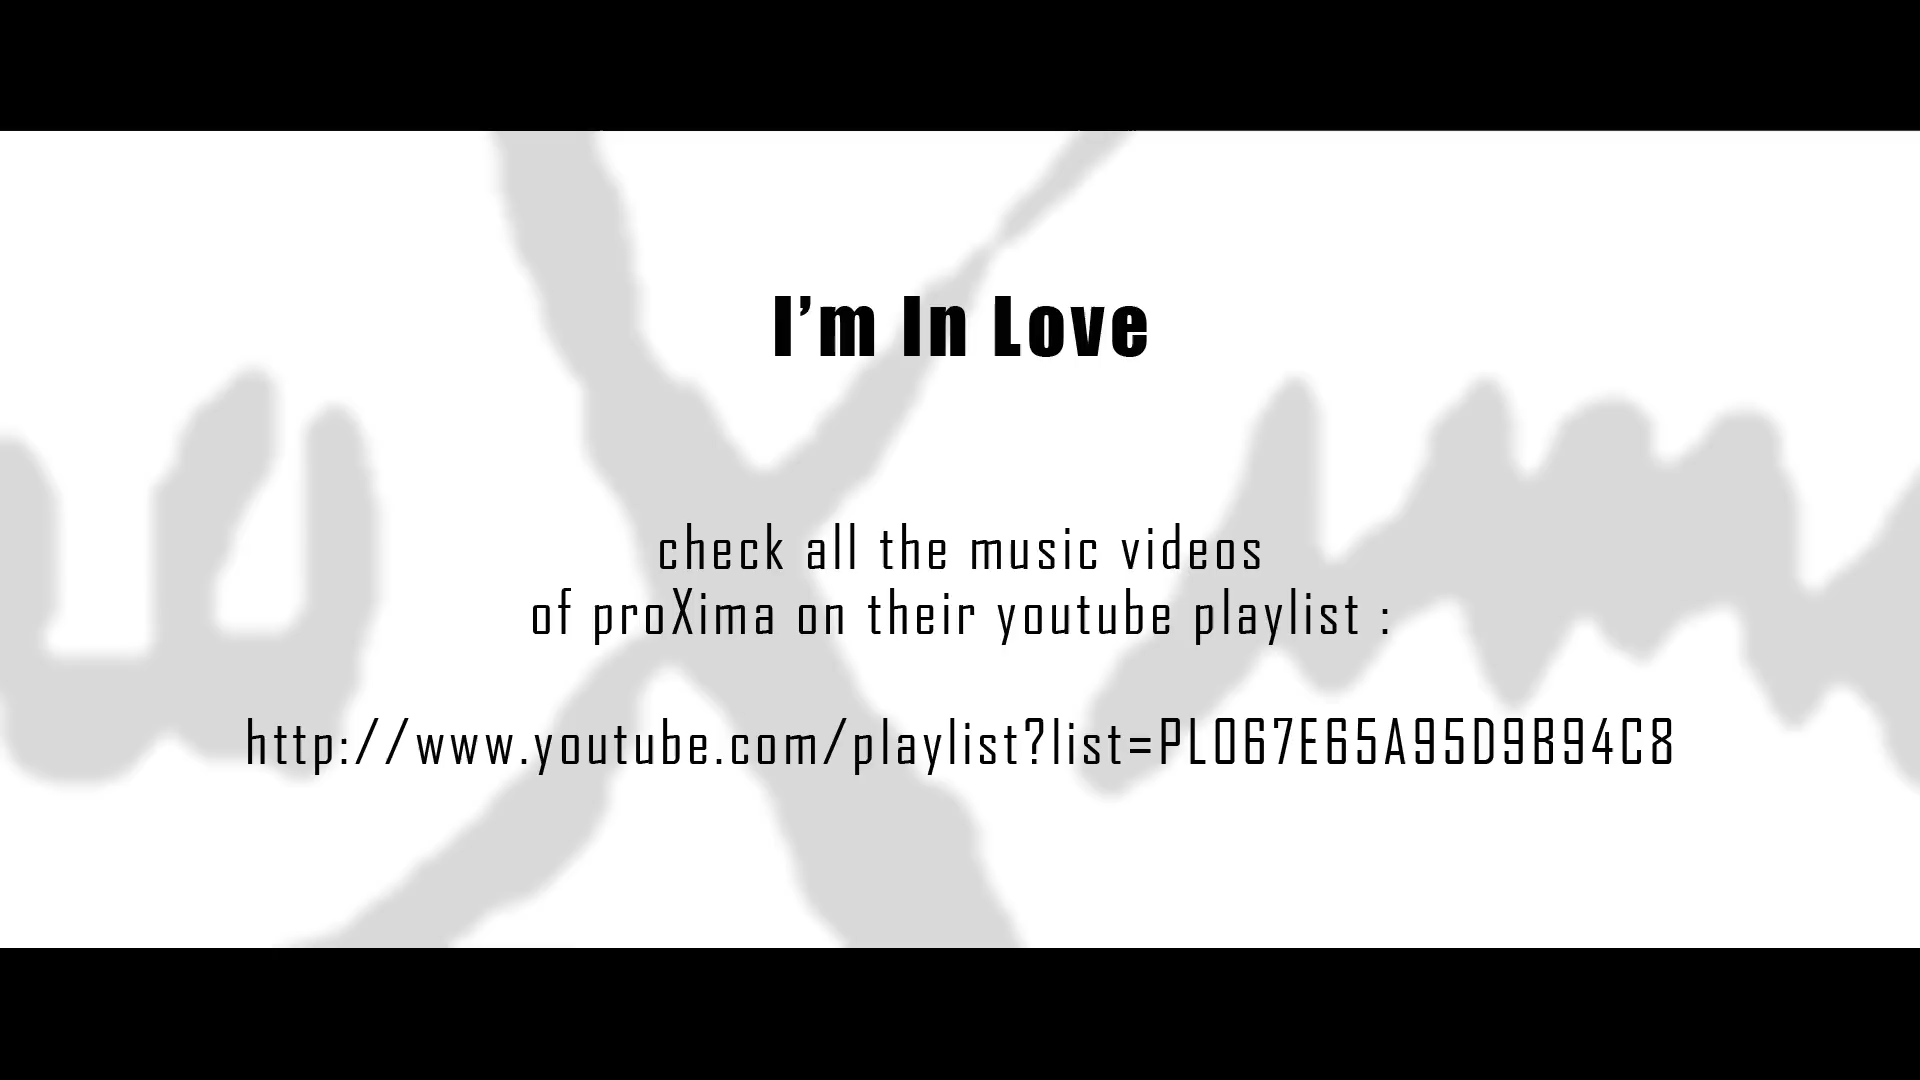 I’m In Love
check all the music videos
of proXima on their youtube playlist :
http://www.youtube.com/playlist?list=PL067E65A95D9B94C8